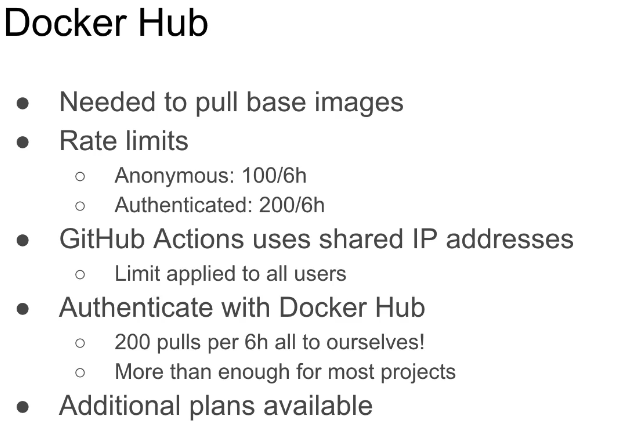 Docker Hub
● Needed to pull base images
● Rate limits
○ Anonymous: 100/6h
○ Authenticated: 200/6h
● GitHub Actions uses shared IP addresses
○ Limit applied to all users
● Authenticate with Docker Hub
○ 200 pulls per 6h all to ourselves!
○ More than enough for most projects
● Additional plans available